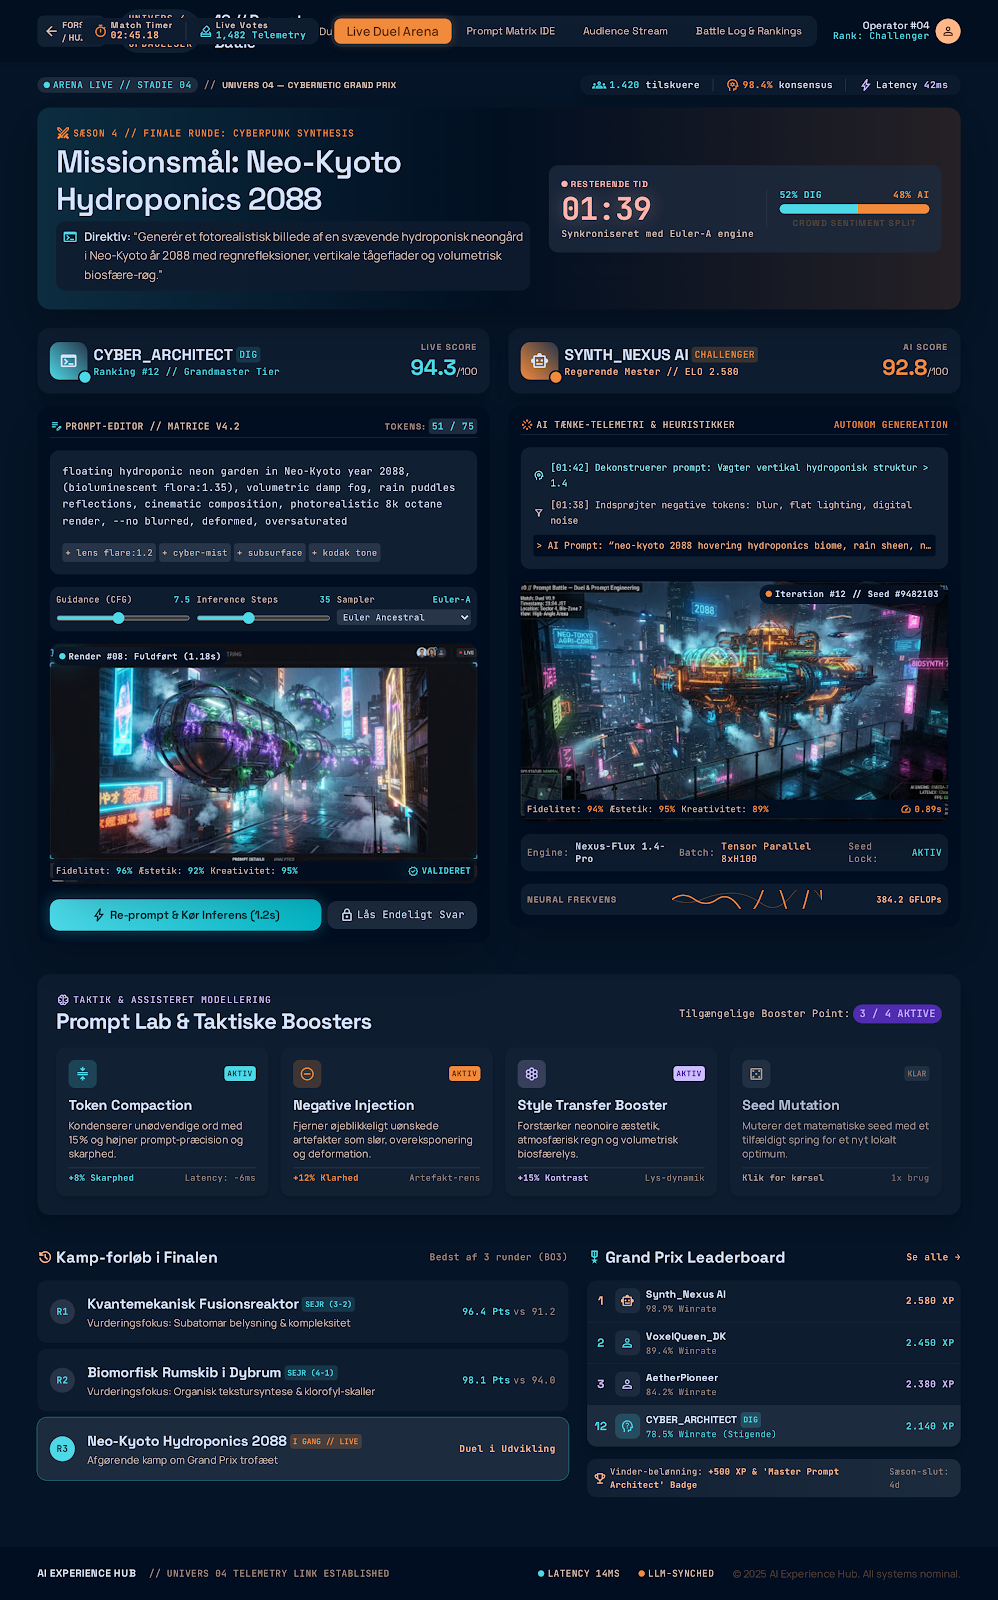 FORS
/ HU.
Match Timer
02:45.18
UNIVERS 4
Live Votes
1,482 Telemetry
Battle
Du
Live Duel Arena
Prompt Matrix IDE
Audience Stream
Battle Log & Rankings
Operator #04
Rank: Challenger
ARENA LIVE // STADIE 04
// UNIVERS 04 — CYBERNETIC GRAND PRIX
1.420 tilskuere
98.4% konsensus
Latency 42ms
SÆSON 4 // FINALE RUNDE: CYBERPUNK SYNTHESIS
Missionsmål: Neo-Kyoto
Hydroponics 2088
Direktiv: "Generér et fotorealistisk billede af en svævende hydroponisk neongård
i Neo-Kyoto år 2088 med regnrefleksioner, vertikale tågeflader og volumetrisk
biosfære-røg."
RESTERENDE TID
01:39
Synkroniseret med Euler-A engine
52% DIG
48% AI
CROWD SENTIMENT SPLIT
CYBER_ARCHITECT DIG
Ranking #12 // Grandmaster Tier
LIVE SCORE
94.3/100
SYNTH_NEXUS AI CHALLENGER
Regerende Mester // ELO 2.580
AI SCORE
92.8/100
PROMPT-EDITOR // MATRICE V4.2
TOKENS: 51 / 75
floating hydroponic neon garden in Neo-Kyoto year 2088,
(bioluminescent flora:1.35), volumetric damp fog, rain puddles
reflections, cinematic composition, photorealistic 8k octane
render, --no blurred, deformed, oversaturated
+ lens flare:1.2
+ cyber-mist
+ subsurface
+ kodak tone
Guidance (CFG) 7.5
Inference Steps 35
Sampler Euler-A
Euler Ancestral
Render #08: Fuldført (1.18s)
LIVE
PROMPT DETAILS
Fidelitet: 96% Æstetik: 92% Kreativitet: 95%
VALIDERET
Re-prompt & Kør Inferens (1.2s)
Lås Endeligt Svar
AI TÆNKE-TELEMETRI & HEURISTIKKER
AUTONOM GENEREATION
[01:42] Dekonstruerer prompt: Vægter vertikal hydroponisk struktur >
1.4
[01:38] Indsprøjter negative tokens: blur, flat lighting, digital
noise
> AI Prompt: "neo-kyoto 2088 hovering hydroponics biome, rain sheen, n…
// Prompt Battle — Duel & Prompt Engineering
Iteration #12 // Seed #9482103
2088
NEO-TOKYO
AGRI-CORE
BIOSYNTH
Fidelitet: 94% Æstetik: 95% Kreativitet: 89%
0.89s
Engine: Nexus-Flux 1.4-
Pro
Batch: Tensor Parallel
8xH100
Seed
Lock: AKTIV
NEURAL FREKVENS
384.2 GFLOPs
TAKTIK & ASSISTERET MODELLERING
Prompt Lab & Taktiske Boosters
Tilgængelige Booster Point: 3 / 4 AKTIVE
AKTIV
Token Compaction
Kondenserer unødvendige ord med
15% og højner prompt-præcision og
skarphed.
+8% Skarphed
Latency: -6ms
AKTIV
Negative Injection
Fjerner øjeblikkeligt uønskede
artefakter som slør, overeksponering
og deformation.
+12% Klarhed
Artefakt-rens
AKTIV
Style Transfer Booster
Forstærker neonoire æstetik,
atmosfærisk regn og volumetrisk
biosfærelys.
+15% Kontrast
Lys-dynamik
KLAR
Seed Mutation
Muterer det matematiske seed med et
tilfældigt spring for et nyt lokalt
optimum.
Klik for kørsel
1x brug
Kamp-forløb i Finalen
Bedst af 3 runder (BO3)
R1
Kvantemekanisk Fusionsreaktor SEJR (3-2)
Vurderingsfokus: Subatomar belysning & kompleksitet
96.4 Pts vs 91.2
R2
Biomorfisk Rumskib i Dybrum SEJR (4-1)
Vurderingsfokus: Organisk tekstursyntese & klorofyl-skaller
98.1 Pts vs 94.0
R3
Neo-Kyoto Hydroponics 2088 I GANG // LIVE
Afgørende kamp om Grand Prix trofæet
Duel i Udvikling
Grand Prix Leaderboard
Se alle →
1
Synth_Nexus AI
98.9% Winrate
2.580 XP
2
VoxelQueen_DK
89.4% Winrate
2.450 XP
3
AetherPioneer
84.2% Winrate
2.380 XP
12
CYBER_ARCHITECT DIG
78.5% Winrate (Stigende)
2.140 XP
Vinder-belønning: +500 XP & 'Master Prompt
Architect' Badge
Sæson-slut:
4d
AI EXPERIENCE HUB
// UNIVERS 04 TELEMETRY LINK ESTABLISHED
LATENCY 14MS
LLM-SYNCHED
© 2025 AI Experience Hub. All systems nominal.